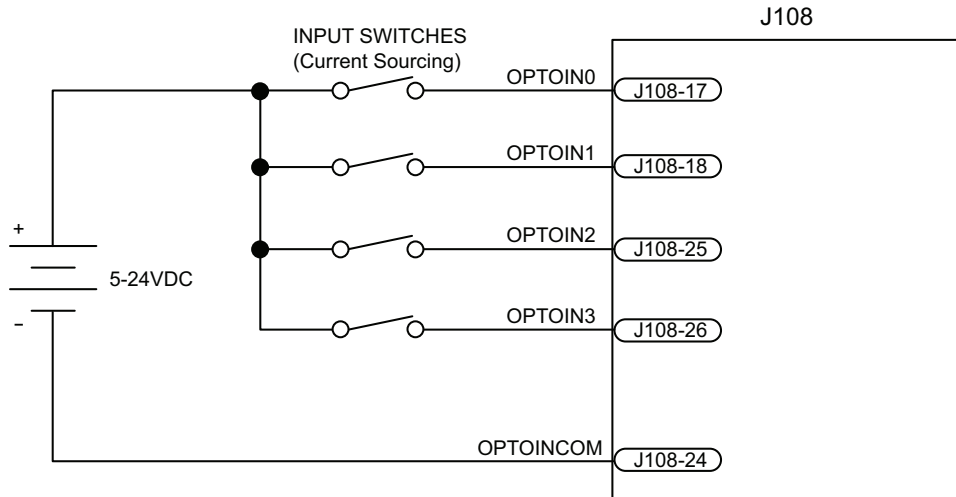 J108
INPUT SWITCHES
(Current Sourcing)
OPTOIN0
J108-17
OPTOIN1
J108-18
+
OPTOIN2
J108-25
5-24VDC
–
OPTOIN3
J108-26
OPTOINCOM
J108-24